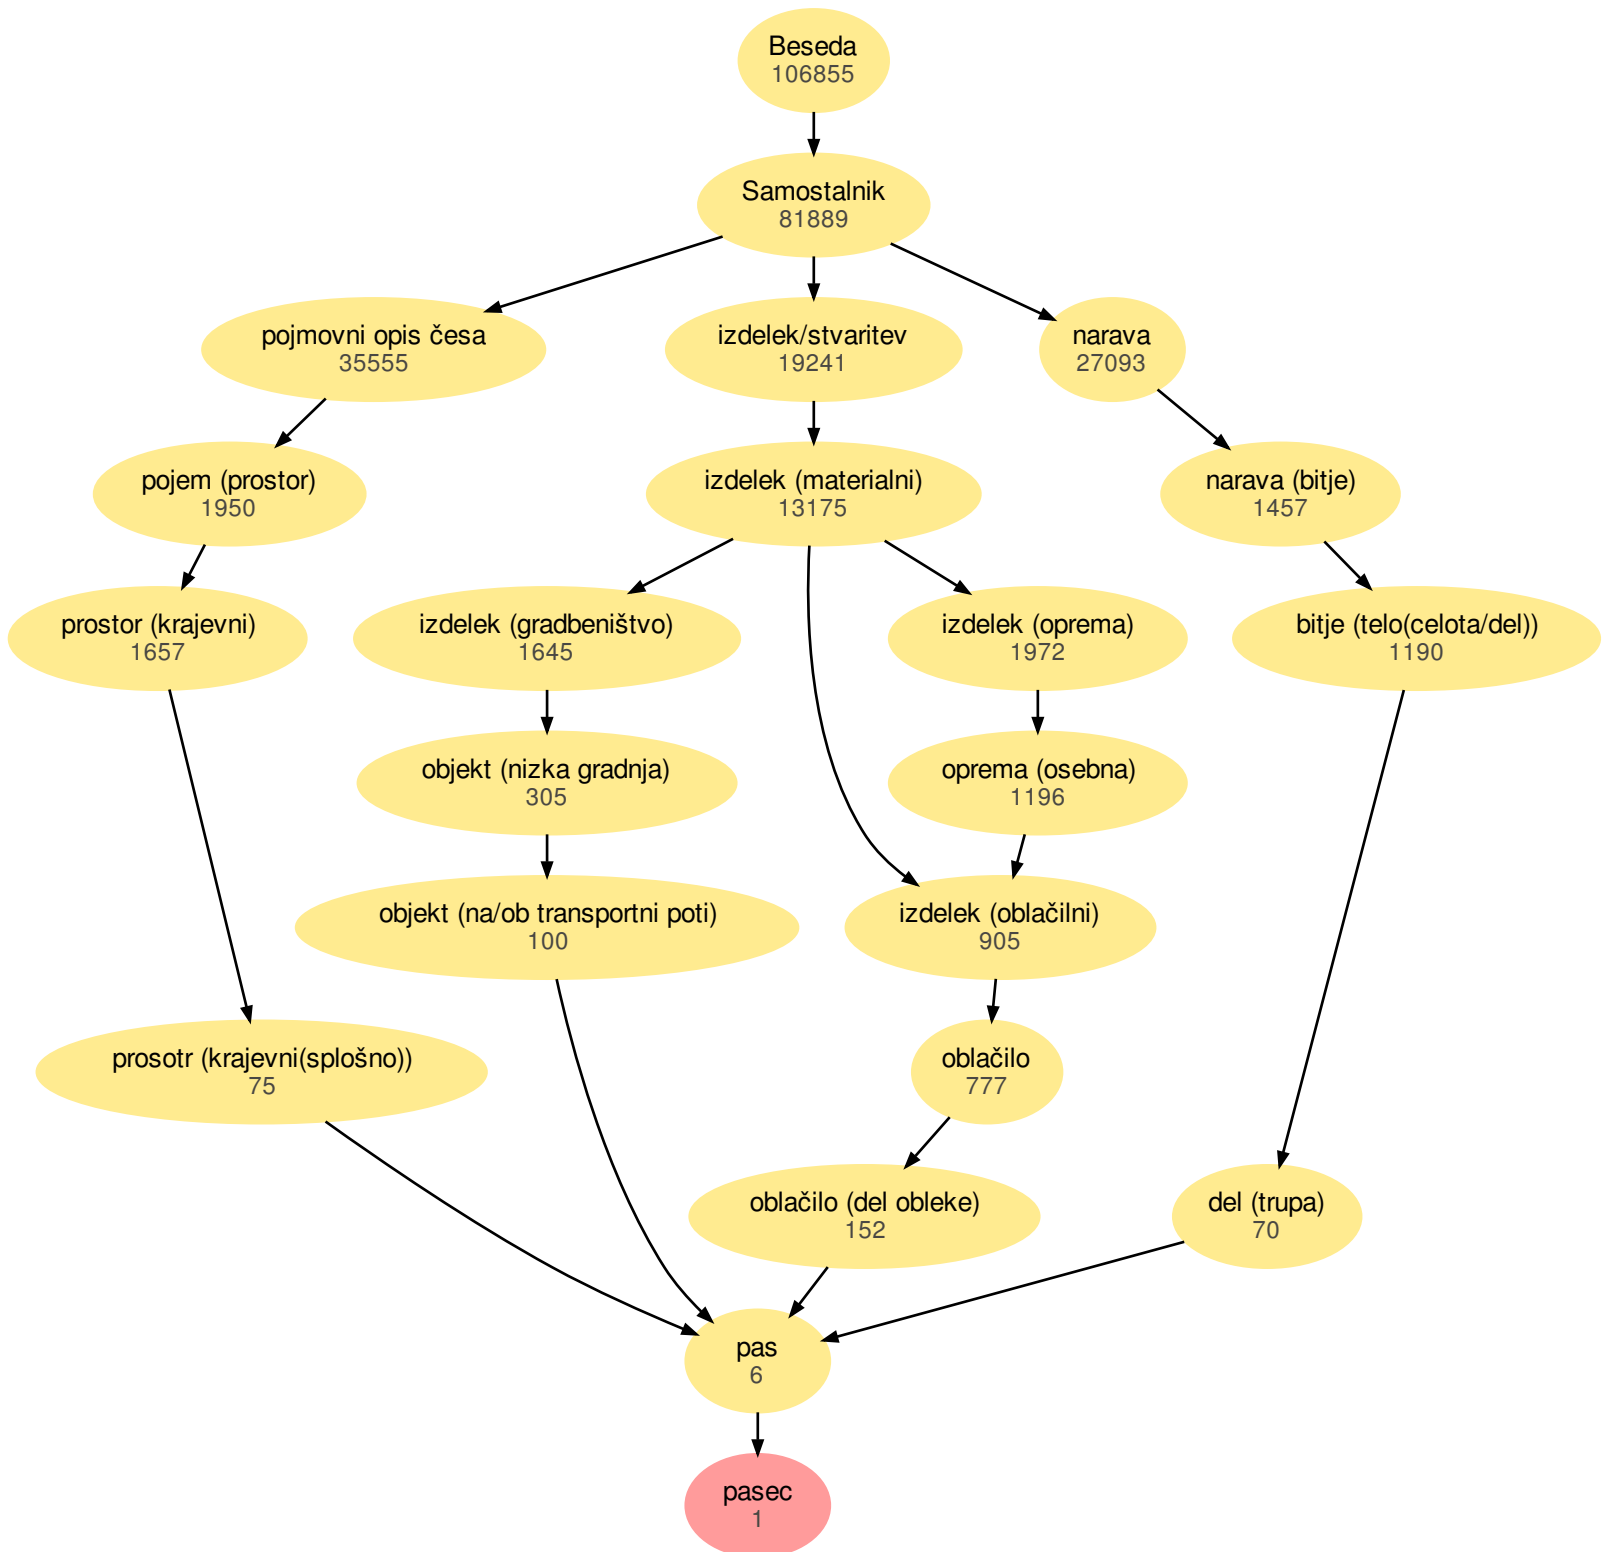 Beseda
106855
Samostalnik
81889
pojmovni opis česa
35555
izdelek/stvaritev
19241
narava
27093
pojem (prostor)
1950
izdelek (materialni)
13175
narava (bitje)
1457
prostor (krajevni)
1657
izdelek (gradbeništvo)
1645
izdelek (oprema)
1972
bitje (telo(celota/del))
1190
objekt (nizka gradnja)
305
oprema (osebna)
1196
objekt (na/ob transportni poti)
100
izdelek (oblačilni)
905
prosotr (krajevni(splošno))
75
oblačilo
777
oblačilo (del obleke)
152
del (trupa)
70
pas
6
pasec
1